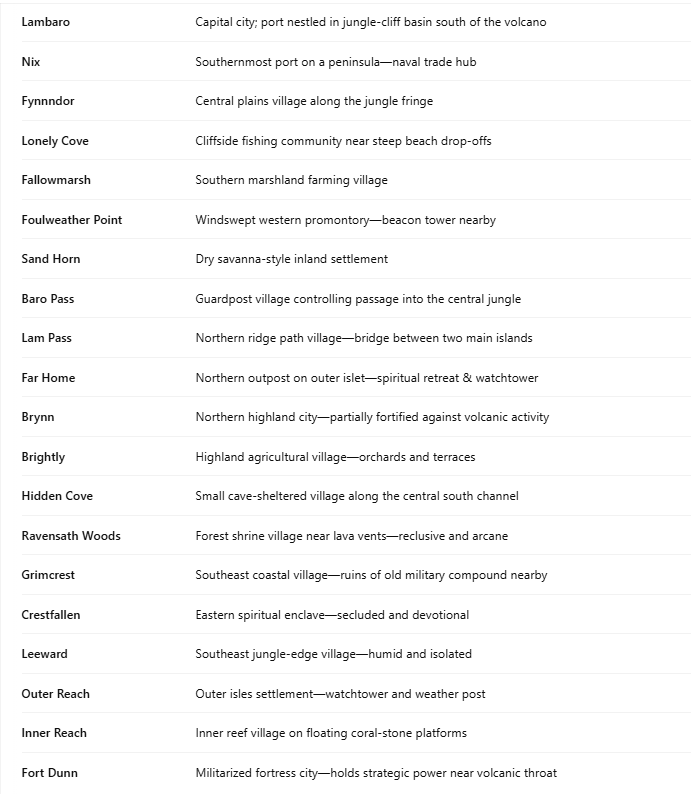 Lambaro Capital city; port nestled in jungle-cliff basin south of the volcano
Nix Southernmost port on a peninsula—naval trade hub
Fynnndor Central plains village along the jungle fringe
Lonely Cove Cliffside fishing community near steep beach drop-offs
Fallowmarsh Southern marshland farming village
Foulweather Point Windswept western promontory—beacon tower nearby
Sand Horn Dry savanna-style inland settlement
Baro Pass Guardpost village controlling passage into the central jungle
Lam Pass Northern ridge path village—bridge between two main islands
Far Home Northern outpost on outer islet—spiritual retreat & watchtower
Brynn Northern highland city—partially fortified against volcanic activity
Brightly Highland agricultural village—orchards and terraces
Hidden Cove Small cave-sheltered village along the central south channel
Ravensath Woods Forest shrine village near lava vents—reclusive and arcane
Grimcrest Southeast coastal village—ruins of old military compound nearby
Crestfallen Eastern spiritual enclave—secluded and devotional
Leeward Southeast jungle-edge village—humid and isolated
Outer Reach Outer isles settlement—watchtower and weather post
Inner Reach Inner reef village on floating coral-stone platforms
Fort Dunn Militarized fortress city—holds strategic power near volcanic throat